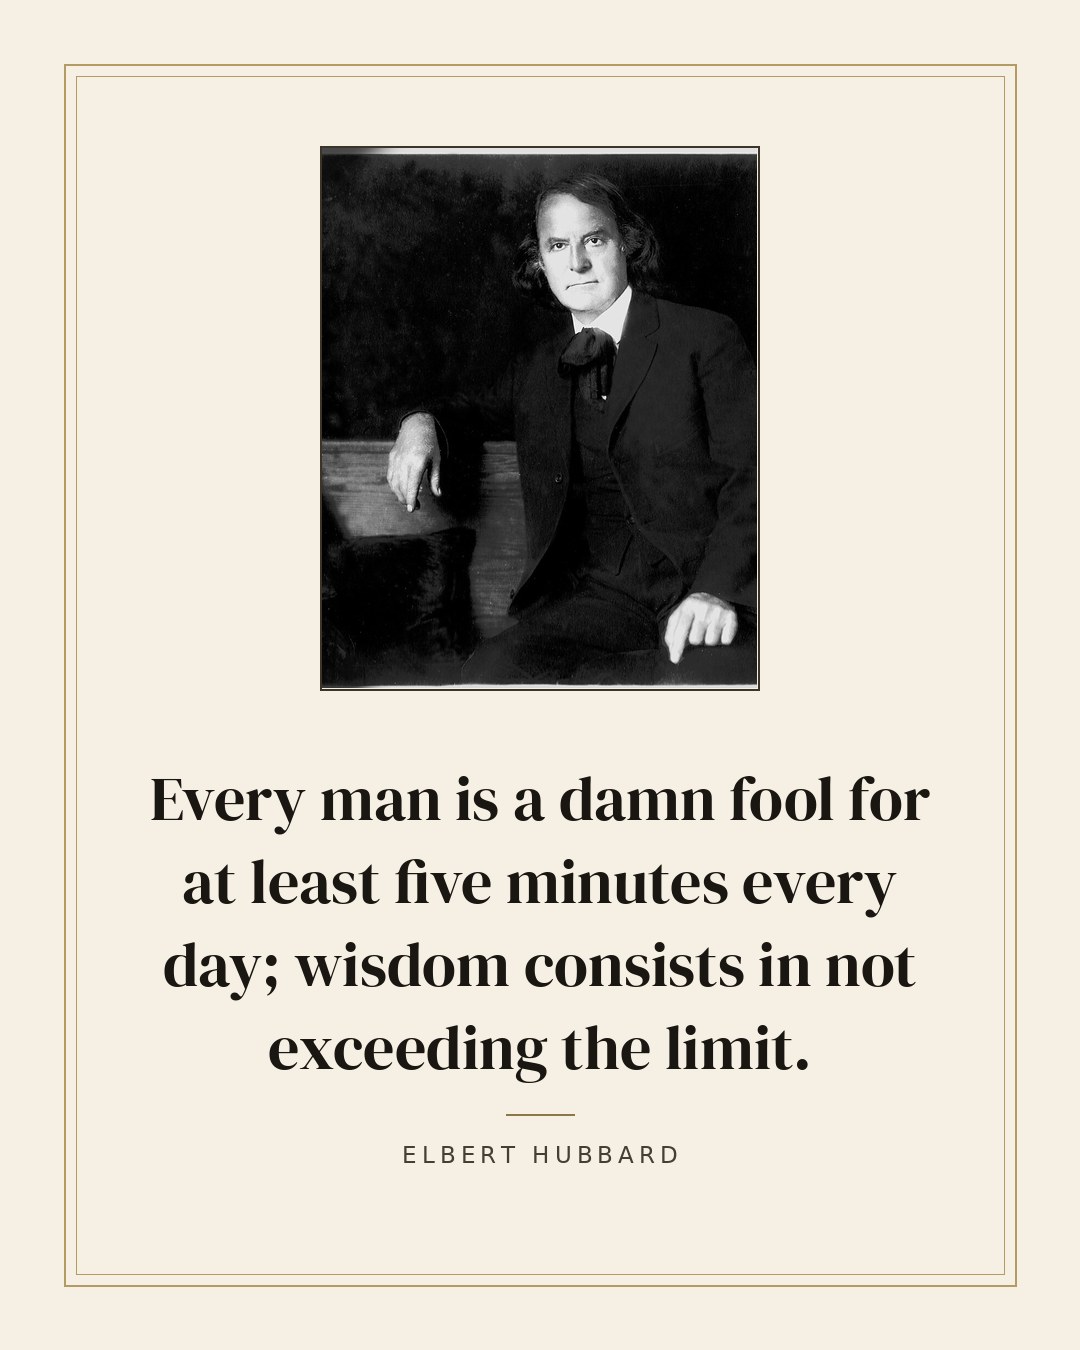 Every man is a damn fool for
at least five minutes every
day; wisdom consists in not
exceeding the limit.
ELBERT HUBBARD